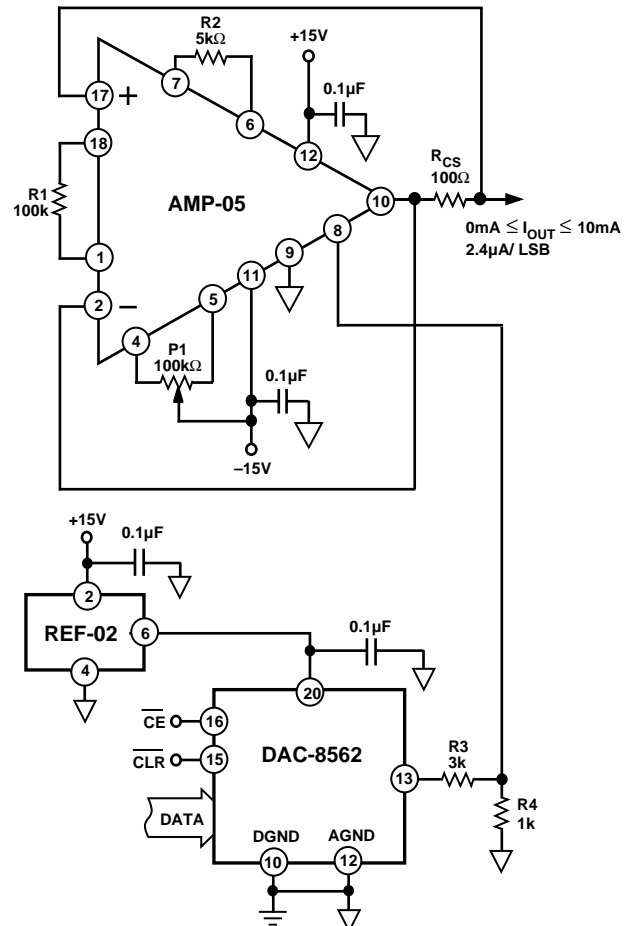 R2
5kΩ
+15V
0.1µF
7
6
12
17
+
18
R1
100k
AMP-05
10
RCS
100Ω
0mA ≤ IOUT ≤ 10mA
2.4µA/ LSB
8
9
11
1
2
–
5
4
P1
100kΩ
0.1µF
–15V
+15V
0.1µF
2
REF-02
6
4
0.1µF
20
CE
16
CLR
15
DAC-8562
13
R3
3k
R4
1k
DATA
DGND
AGND
10
12